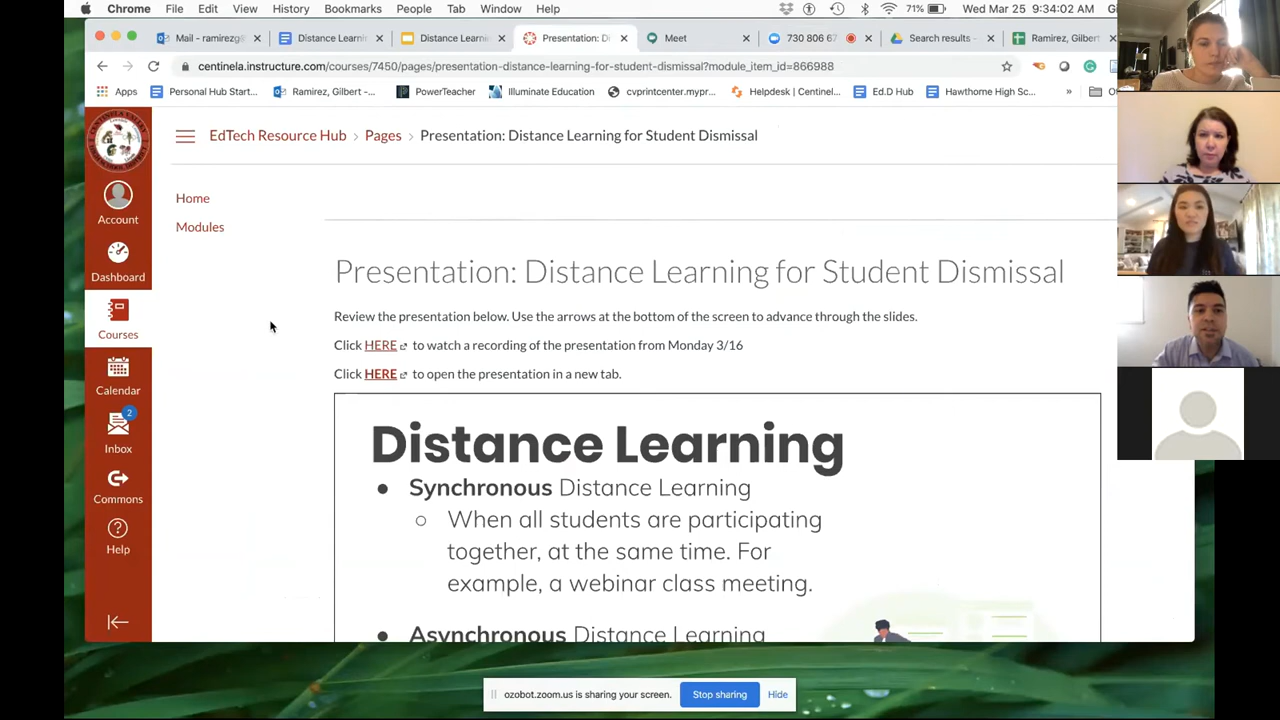 Chrome File Edit View History Bookmarks People Tab Window Help 71% Wed Mar 25 9:34:02 AM
Mail - ramirezg@ Distance Learnin Distance Learni Presentation: Di Meet 730 806 67 Search results - Ramirez, Gilbert
centinela.instructure.com/courses/7450/pages/presentation-distance-learning-for-student-dismissal?module_item_id=866988
Apps Personal Hub Start... Ramirez, Gilbert -... PowerTeacher Illuminate Education cvprintcenter.mypr... Helpdesk | Centinel... Ed.D Hub Hawthorne High Sc... »
EdTech Resource Hub > Pages > Presentation: Distance Learning for Student Dismissal
Home
Modules
Account
Dashboard
Courses
Calendar
2
Inbox
Commons
Help
Presentation: Distance Learning for Student Dismissal
Review the presentation below. Use the arrows at the bottom of the screen to advance through the slides.
Click HERE to watch a recording of the presentation from Monday 3/16
Click HERE to open the presentation in a new tab.
Distance Learning
● Synchronous Distance Learning
○ When all students are participating
together, at the same time. For
example, a webinar class meeting.
● Asynchronous Distance Learning
ozobot.zoom.us is sharing your screen. Stop sharing Hide